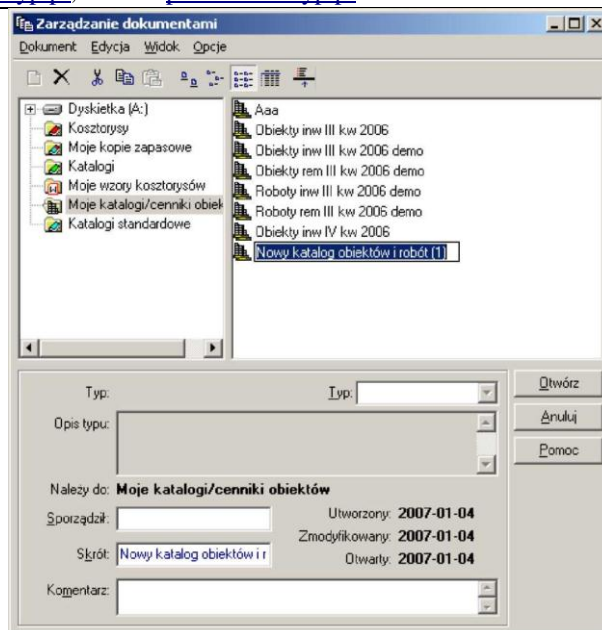 Zarządzanie dokumentami
Dokument Edycja Widok Opcje
Dyskietka (A:)
Kosztorysy
Moje kopie zapasowe
Katalogi
Moje wzory kosztorysów
Moje katalogi/cenniki obiek
Katalogi standardowe
Aaa
Obiekty inw III kw 2006
Obiekty inw III kw 2006 demo
Obiekty rem III kw 2006 demo
Roboty inw III kw 2006 demo
Roboty rem III kw 2006 demo
Obiekty inw IV kw 2006
Nowy katalog obiektów i robót (1)
Typ: Typ:
Opis typu:
Należy do: Moje katalogi/cenniki obiektów
Sporządził: Utworzony: 2007-01-04
Zmodyfikowany: 2007-01-04
Skrót: Nowy katalog obiektów i r Otwarty: 2007-01-04
Komentarz:
Otwórz
Anuluj
Pomoc